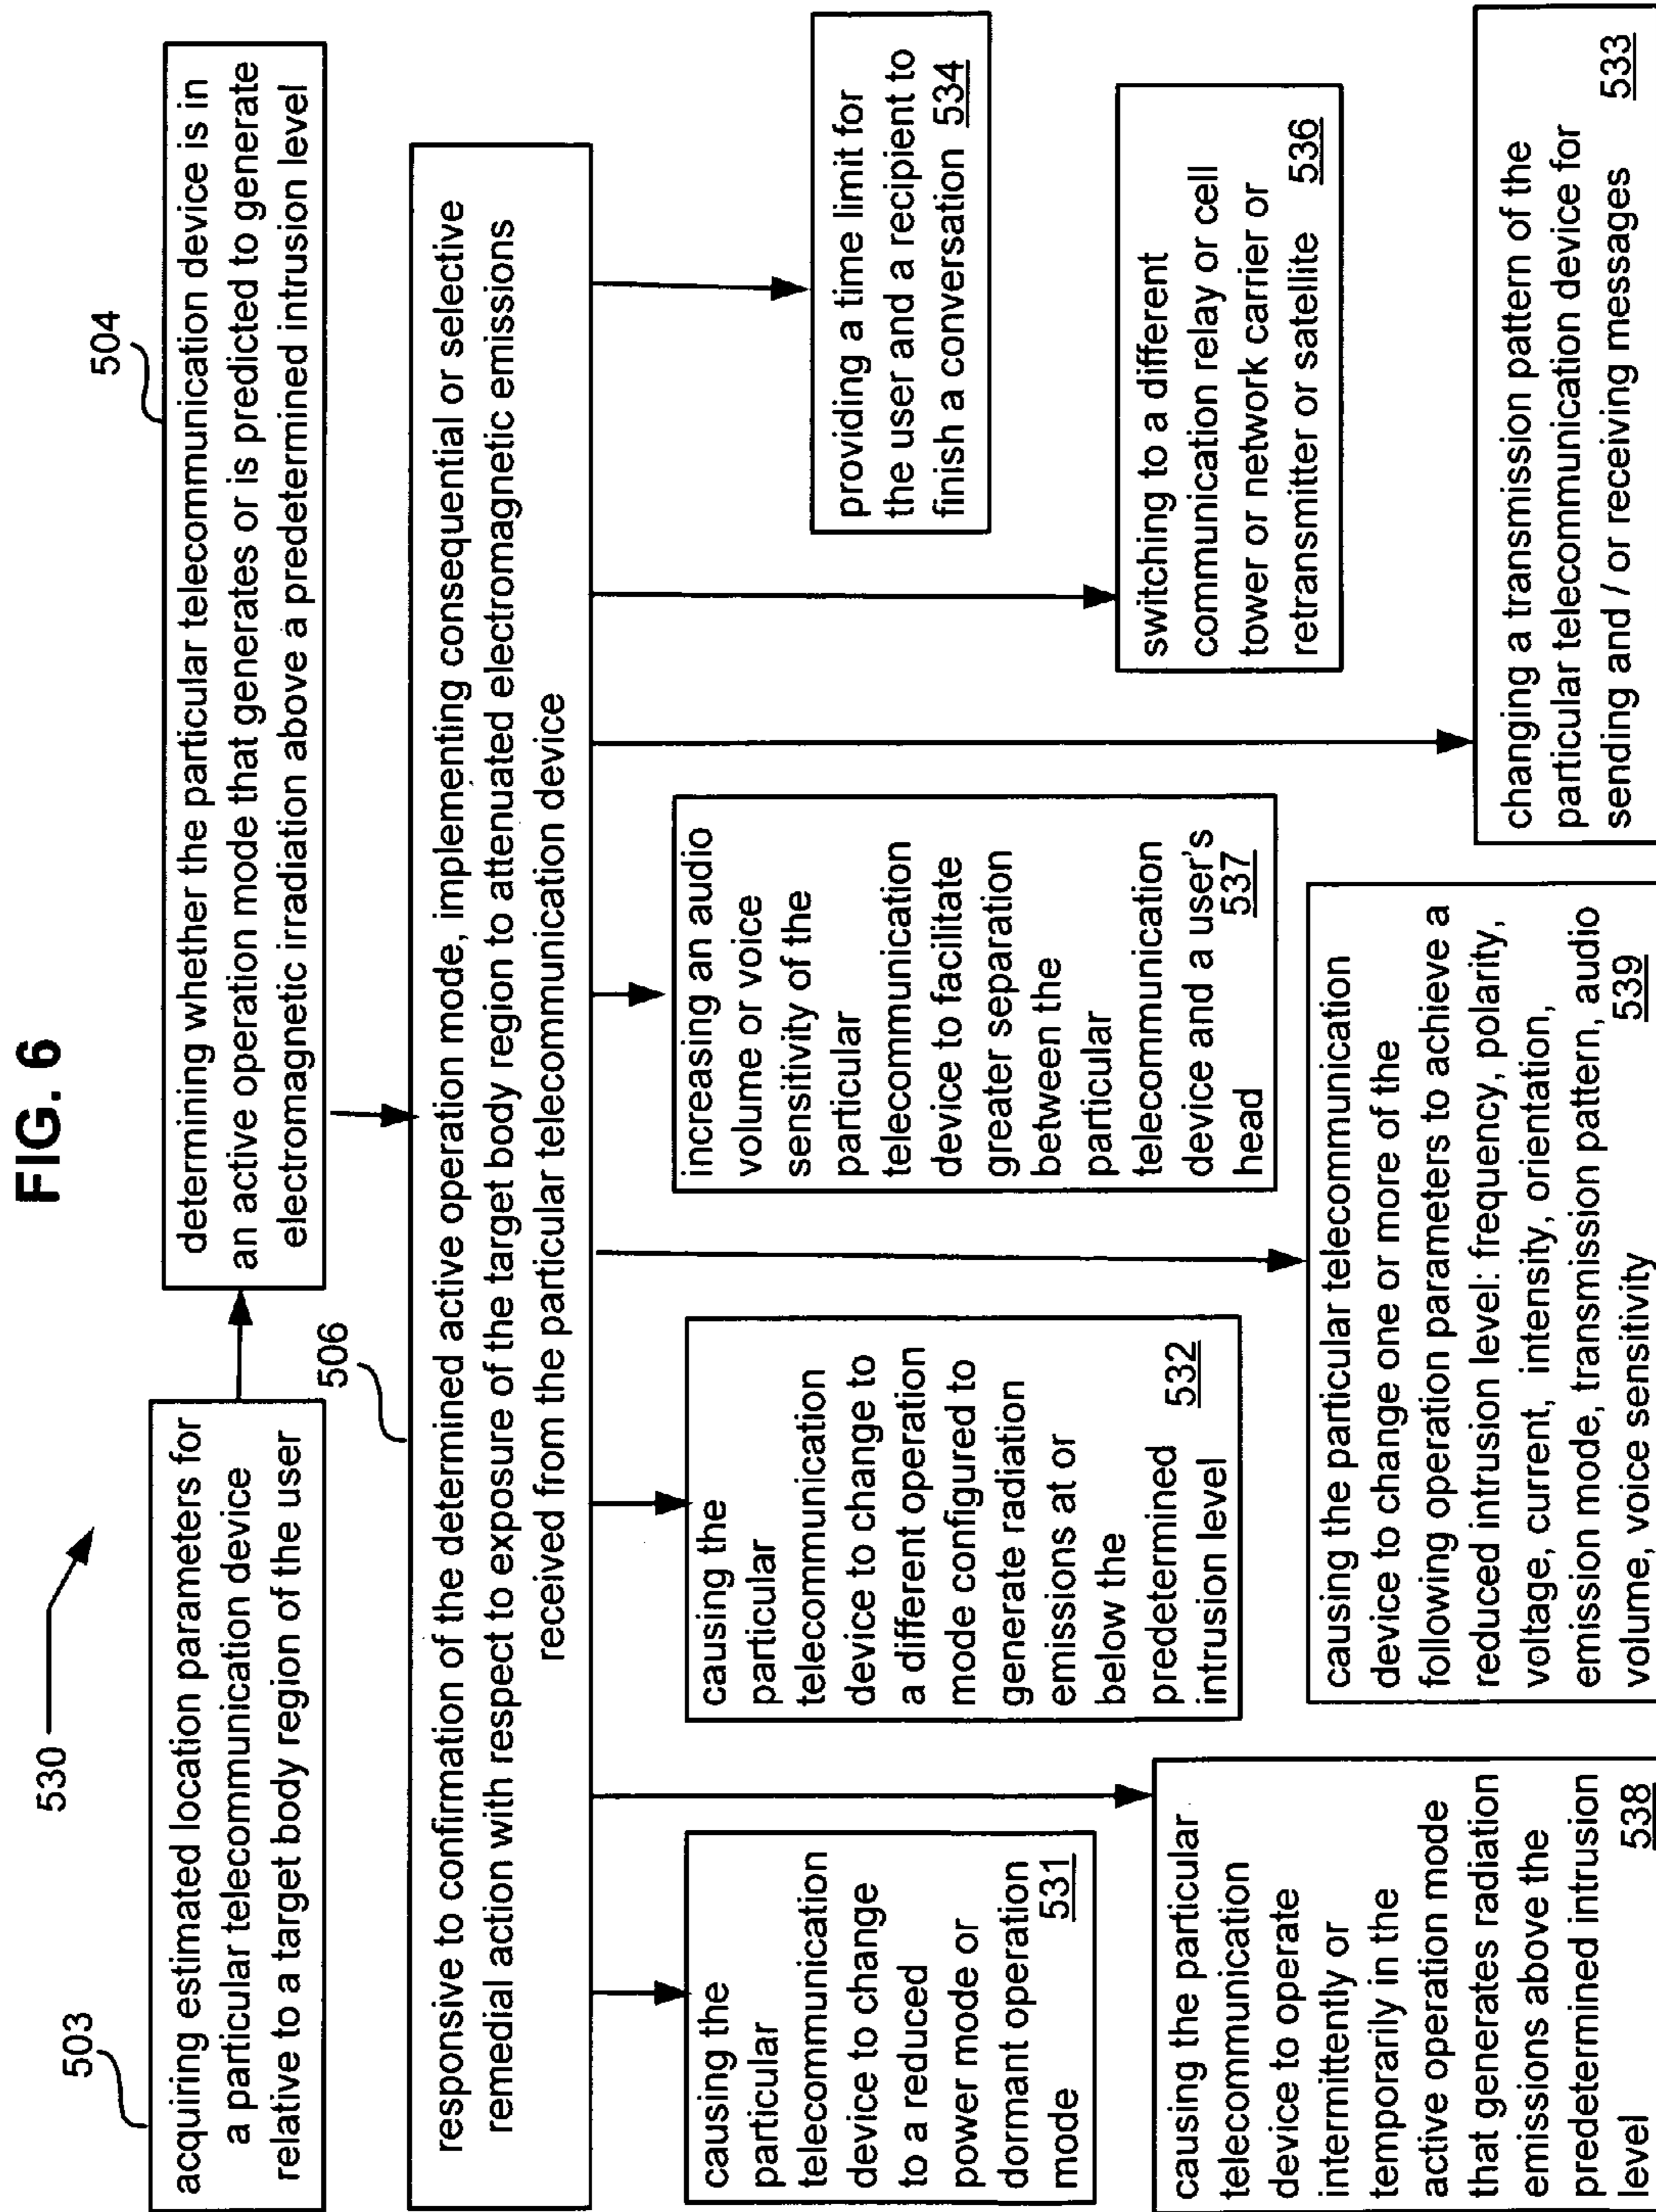 FIG. 6
530
503
acquiring estimated location parameters for
a particular telecommunication device
relative to a target body region of the user
504
determining whether the particular telecommunication device is in
an active operation mode that generates or is predicted to generate
electromagnetic irradiation above a predetermined intrusion level
506
responsive to confirmation of the determined active operation mode, implementing consequential or selective
remedial action with respect to exposure of the target body region to attenuated electromagnetic emissions
received from the particular telecommunication device
causing the
particular
telecommunication
device to change
to a reduced
power mode or
dormant operation
mode 531
causing the
particular
telecommunication
device to change to
a different operation
mode configured to
generate radiation
emissions at or
below the
predetermined
intrusion level 532
increasing an audio
volume or voice
sensitivity of the
particular
telecommunication
device to facilitate
greater separation
between the
particular
telecommunication
device and a user's
head 537
providing a time limit for
the user and a recipient to
finish a conversation 534
switching to a different
communication relay or cell
tower or network carrier or
retransmitter or satellite 536
causing the particular
telecommunication
device to operate
intermittently or
temporarily in the
active operation mode
that generates radiation
emissions above the
predetermined intrusion
level 538
causing the particular telecommunication
device to change one or more of the
following operation parameters to achieve a
reduced intrusion level: frequency, polarity,
voltage, current, intensity, orientation,
emission mode, transmission pattern, audio
volume, voice sensitivity 539
changing a transmission pattern of the
particular telecommunication device for
sending and / or receiving messages
533